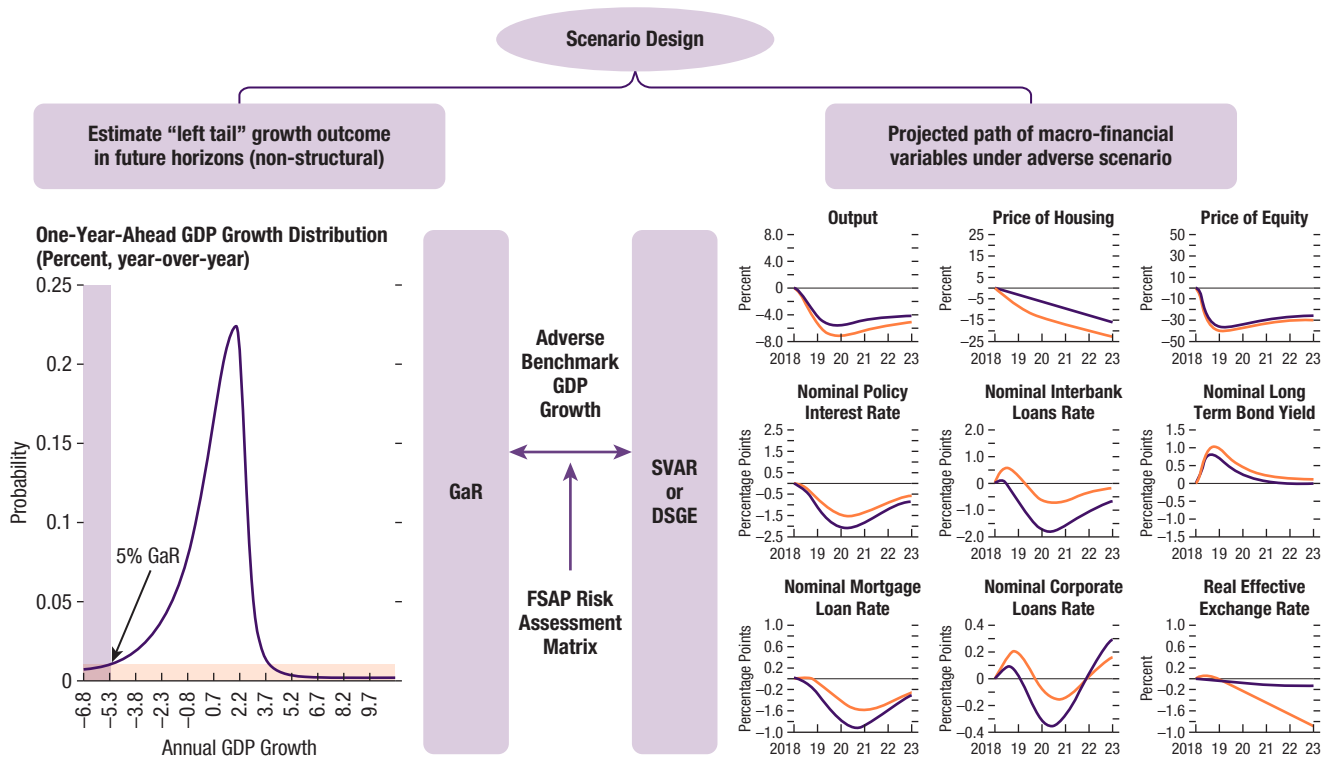 Scenario Design
Estimate “left tail” growth outcome
in future horizons (non-structural)
Projected path of macro-financial
variables under adverse scenario
One-Year-Ahead GDP Growth Distribution
(Percent, year-over-year)
0.25
0.2
0.15
0.1
0.05
0
Probability
5% GaR
–6.8 –5.3 –3.8 –2.3 –0.8 0.7 2.2 3.7 5.2 6.7 8.2 9.7
Annual GDP Growth
GaR
Adverse
Benchmark
GDP
Growth
FSAP Risk
Assessment
Matrix
SVAR
or
DSGE
Output
Percent
8.0
4.0
0
–4.0
–8.0
2018 19 20 21 22 23
Price of Housing
Percent
25
15
5
–5
–15
–25
2018 19 20 21 22 23
Price of Equity
Percent
50
30
10
–10
–30
–50
2018 19 20 21 22 23
Nominal Policy
Interest Rate
Percentage Points
2.5
1.5
0.5
–0.5
–1.5
–2.5
2018 19 20 21 22 23
Nominal Interbank
Loans Rate
Percentage Points
2.0
1.0
0
–1.0
–2.0
2018 19 20 21 22 23
Nominal Long
Term Bond Yield
Percentage Points
1.5
1.0
0.5
0
–0.5
–1.0
–1.5
2018 19 20 21 22 23
Nominal Mortgage
Loan Rate
Percentage Points
1.0
1.0
0.2
–0.2
–1.6
–1.0
2018 19 20 21 22 23
Nominal Corporate
Loans Rate
Percentage Points
0.4
0.2
0
–0.2
–0.4
2018 19 20 21 22 23
Real Effective
Exchange Rate
Percent
1.0
1.0
0.2
–0.2
–1.6
–1.0
2018 19 20 21 22 23